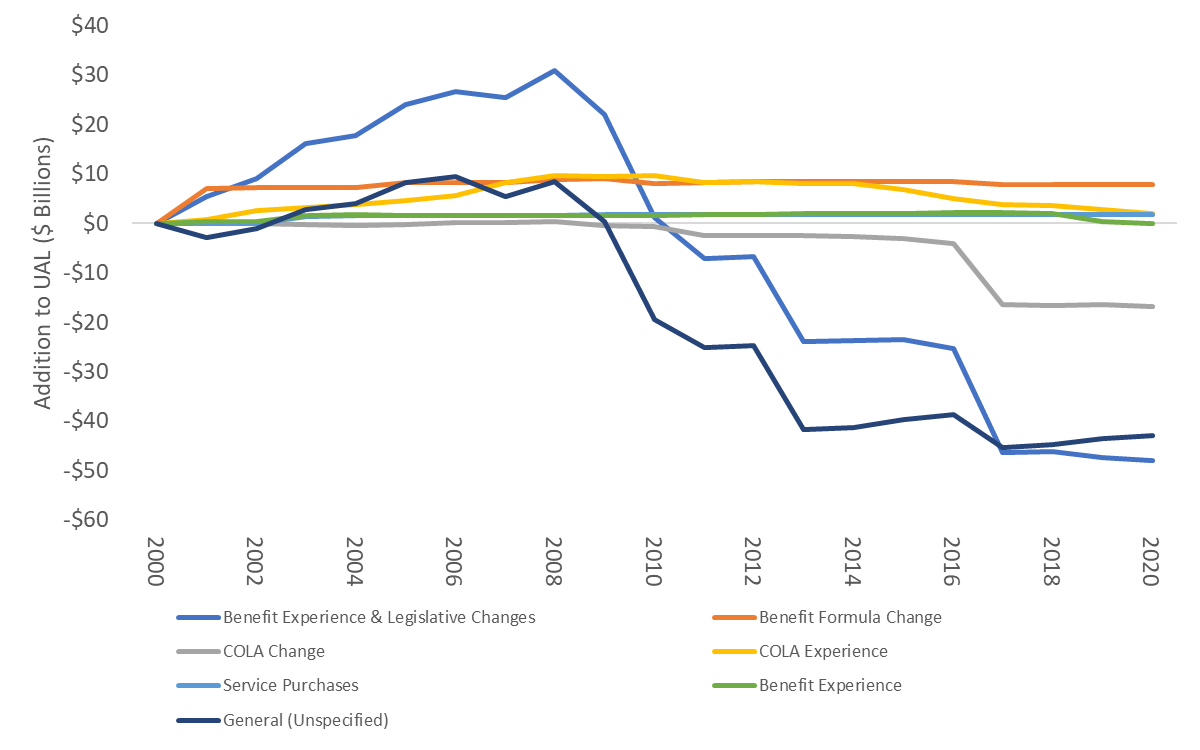 $40
$30
$20
$10
$0
-$10
-$20
-$30
-$40
-$50
-$60
Addition to UAL ($ Billions)
2000
2002
2004
2006
2008
2010
2012
2014
2016
2018
2020
Benefit Experience & Legislative Changes
Benefit Formula Change
COLA Change
COLA Experience
Service Purchases
Benefit Experience
General (Unspecified)